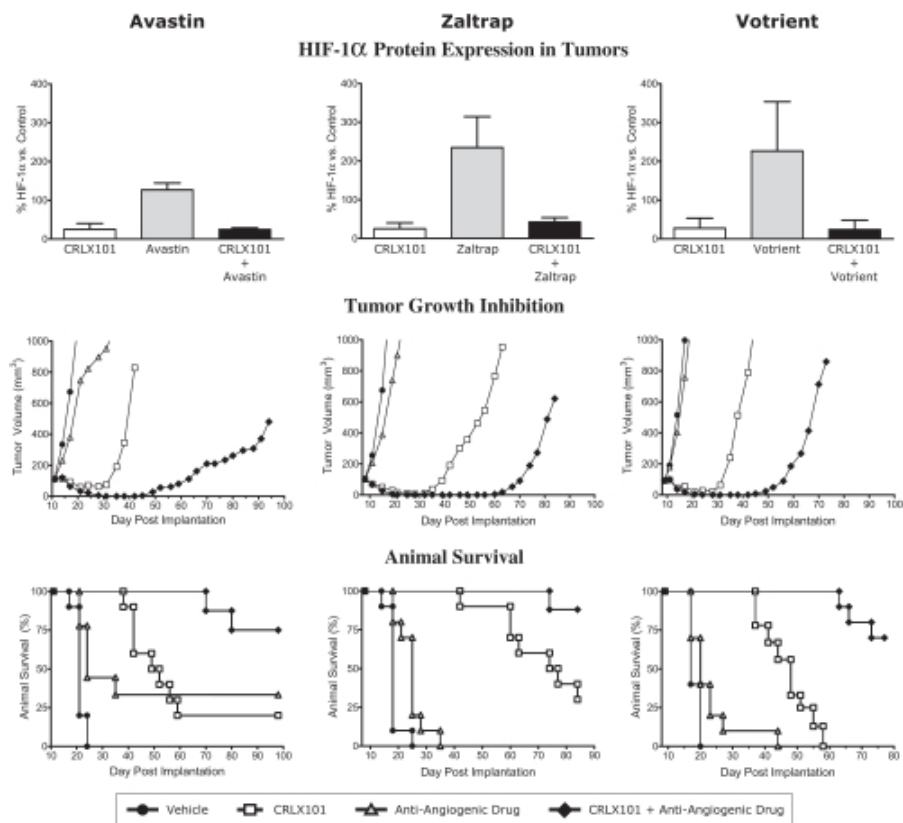 Avastin Zaltrap Votrient
HIF-1α Protein Expression in Tumors
% HIF-1α vs. Control
400
300
200
100
0
CRLX101 Avastin CRLX101
+
Avastin
% HIF-1α vs. Control
400
300
200
100
0
CRLX101 Zaltrap CRLX101
+
Zaltrap
% HIF-1α vs. Control
400
300
200
100
0
CRLX101 Votrient CRLX101
+
Votrient
Tumor Growth Inhibition
Tumor Volume (mm³)
1000
800
600
400
200
0
10 20 30 40 50 60 70 80 90 100
Day Post Implantation
Tumor Volume (mm³)
1000
800
600
400
200
0
10 20 30 40 50 60 70 80 90 100
Day Post Implantation
Tumor Volume (mm³)
1000
800
600
400
200
0
10 20 30 40 50 60 70 80 90 100
Day Post Implantation
Animal Survival
Animal Survival (%)
100
75
50
25
0
10 20 30 40 50 60 70 80 90 100
Day Post Implantation
Animal Survival (%)
100
75
50
25
0
10 20 30 40 50 60 70 80 90
Day Post Implantation
Animal Survival (%)
100
75
50
25
0
10 20 30 40 50 60 70 80
Day Post Implantation
Vehicle CRLX101 Anti-Angiogenic Drug CRLX101 + Anti-Angiogenic Drug